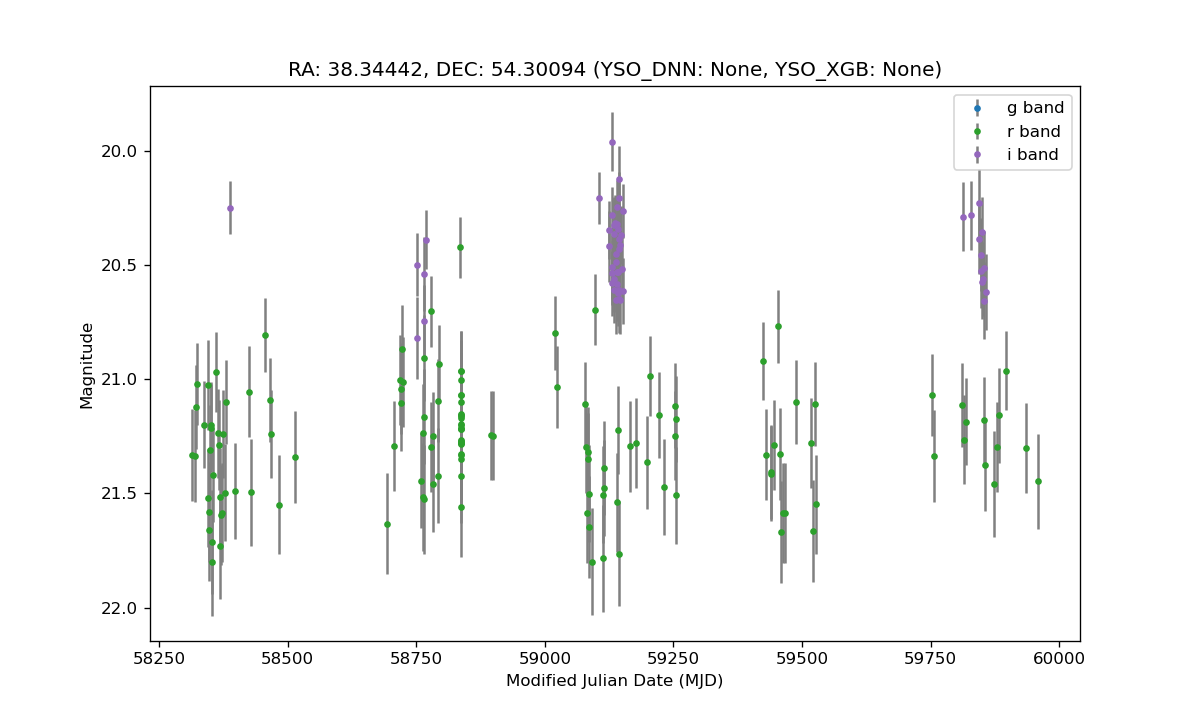 RA: 38.34442, DEC: 54.30094 (YSO_DNN: None, YSO_XGB: None)
g band
r band
i band
20.0
20.5
21.0
21.5
22.0
Magnitude
58250 58500 58750 59000 59250 59500 59750 60000
Modified Julian Date (MJD)